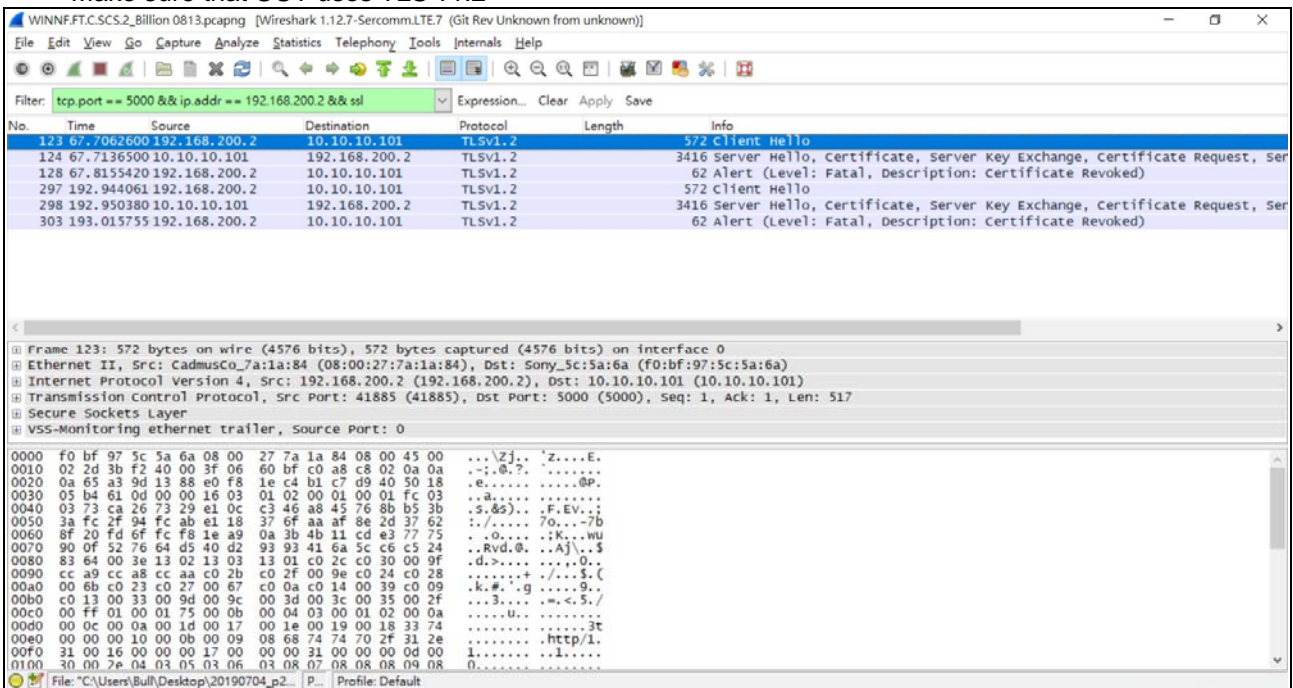 Make sure that UUT uses TLS v1.2
WINNF.FT.C.SCS.2_Billion 0813.pcapng [Wireshark 1.12.7-Sercomm.LTE.7 (Git Rev Unknown from unknown)]
File Edit View Go Capture Analyze Statistics Telephony Tools Internals Help
Filter: tcp.port == 5000 && ip.addr == 192.168.200.2 && ssl Expression... Clear Apply Save
No. Time Source Destination Protocol Length Info
123 67.7062600 192.168.200.2 10.10.10.101 TLSv1.2 572 Client Hello
124 67.7136500 10.10.10.101 192.168.200.2 TLSv1.2 3416 Server Hello, Certificate, Server Key Exchange, Certificate Request, Ser
128 67.8155420 192.168.200.2 10.10.10.101 TLSv1.2 62 Alert (Level: Fatal, Description: Certificate Revoked)
297 192.944061 192.168.200.2 10.10.10.101 TLSv1.2 572 Client Hello
298 192.950380 10.10.10.101 192.168.200.2 TLSv1.2 3416 Server Hello, Certificate, Server Key Exchange, Certificate Request, Ser
303 193.015755 192.168.200.2 10.10.10.101 TLSv1.2 62 Alert (Level: Fatal, Description: Certificate Revoked)
Frame 123: 572 bytes on wire (4576 bits), 572 bytes captured (4576 bits) on interface 0
Ethernet II, Src: CadmusCo_7a:1a:84 (08:00:27:7a:1a:84), Dst: Sony_5c:5a:6a (f0:bf:97:5c:5a:6a)
Internet Protocol Version 4, Src: 192.168.200.2 (192.168.200.2), Dst: 10.10.10.101 (10.10.10.101)
Transmission Control Protocol, Src Port: 41885 (41885), Dst Port: 5000 (5000), Seq: 1, Ack: 1, Len: 517
Secure Sockets Layer
VSS-Monitoring ethernet trailer, Source Port: 0
0000 f0 bf 97 5c 5a 6a 08 00 27 7a 1a 84 08 00 45 00 ...\Zj.. 'z....E.
0010 02 2d 3b f2 40 00 3f 06 60 bf c0 a8 c8 02 0a 0a .-;.@.?. `.......
0020 0a 65 a3 9d 13 88 e0 f8 1e c4 b1 c7 d9 40 50 18 .e...... .....@P.
0030 05 b4 61 0d 00 00 16 03 01 02 00 01 00 01 fc 03 ..a..... ........
0040 03 73 ca 26 73 29 e1 0c c3 46 a8 45 76 8b b5 3b .s.&s).. .F.Ev..;
0050 3a fc 2f 94 fc ab e1 18 37 6f aa af 8e 2d 37 62 :./..... 7o...-7b
0060 8f 20 fd 6f fc f8 1e a9 0a 3b 4b 11 cd e3 77 75 . .o.... .;K...wu
0070 90 0f 52 76 64 d5 40 d2 93 93 41 6a 5c c6 c5 24 ..Rvd.@. ..Aj\..$
0080 83 64 00 3e 13 02 13 03 13 01 c0 2c c0 30 00 9f .d.>.... ...,.0..
0090 cc a9 cc a8 cc aa c0 2b c0 2f 00 9e c0 24 c0 28 .......+ ./...$.(
00a0 00 6b c0 23 c0 27 00 67 c0 0a c0 14 00 39 c0 09 .k.#.'.g .....9..
00b0 c0 13 00 33 00 9d 00 9c 00 3d 00 3c 00 35 00 2f ...3.... .=.<.5./
00c0 00 ff 01 00 01 75 00 0b 00 04 03 00 01 02 00 0a .....u.. ........
00d0 00 0c 00 0a 00 1d 00 17 00 1e 00 19 00 18 33 74 ........ ......3t
00e0 00 00 00 10 00 0b 00 09 08 68 74 74 70 2f 31 2e ........ .http/1.
00f0 31 00 16 00 00 00 17 00 00 00 31 00 00 00 0d 00 1....... ..1.....
0100 30 00 2e 04 03 05 03 06 03 08 07 08 08 08 09 08 0....... ........
File: "C:\Users\Bull\Desktop\20190704_p2... P... Profile: Default